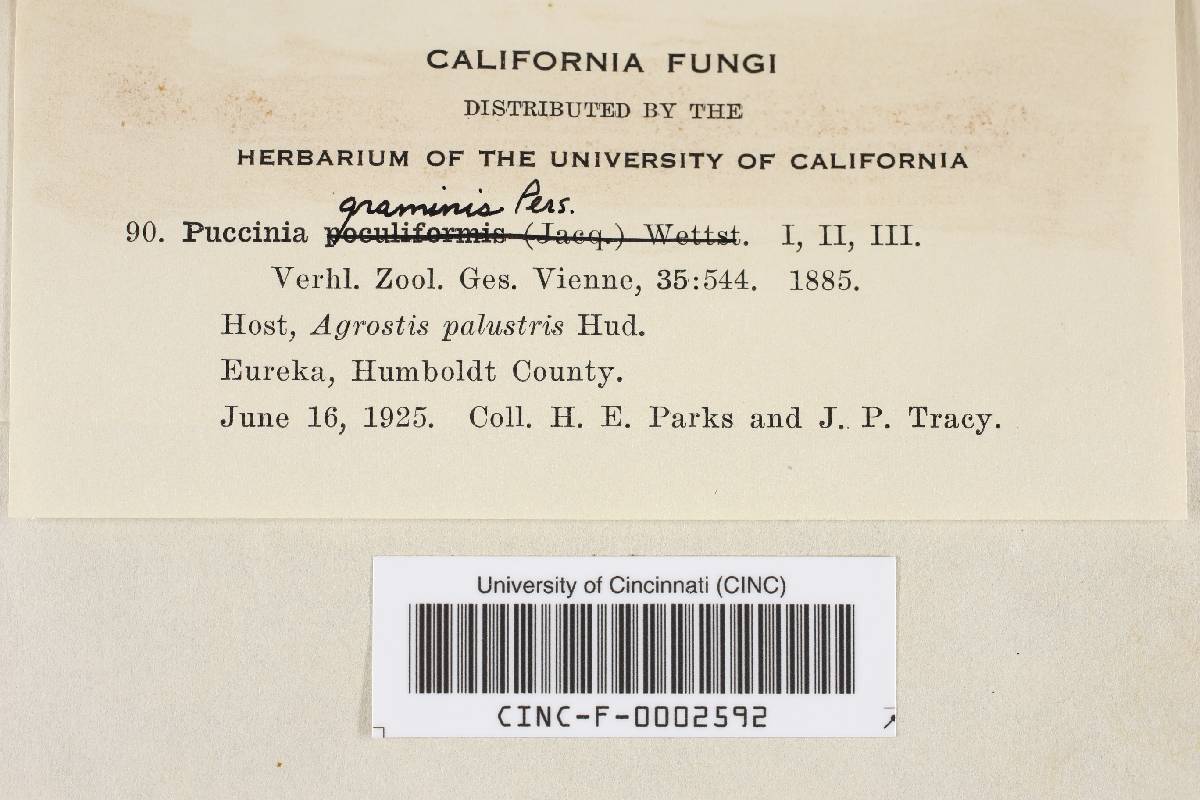 CALIFORNIA FUNGI
DISTRIBUTED BY THE
HERBARIUM OF THE UNIVERSITY OF CALIFORNIA
graminis Pers.
90. Puccinia poculiformis (Jacq.) Wettst. I, II, III.
Verhl. Zool. Ges. Vienne, 35:544. 1885.
Host, Agrostis palustris Hud.
Eureka, Humboldt County.
June 16, 1925. Coll. H. E. Parks and J. P. Tracy.
University of Cincinnati (CINC)
CINC-F-0002592